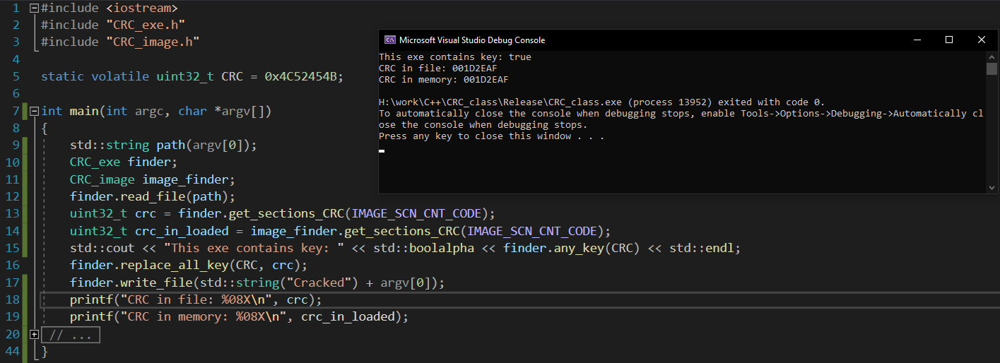 1 #include <iostream>
2 #include "CRC_exe.h"
3 #include "CRC_image.h"
4
5 static volatile uint32_t CRC = 0x4C52454B;
6
7 int main(int argc, char *argv[])
8 {
9 std::string path(argv[0]);
10 CRC_exe finder;
11 CRC_image image_finder;
12 finder.read_file(path);
13 uint32_t crc = finder.get_sections_CRC(IMAGE_SCN_CNT_CODE);
14 uint32_t crc_in_loaded = image_finder.get_sections_CRC(IMAGE_SCN_CNT_CODE);
15 std::cout << "This exe contains key: " << std::boolalpha << finder.any_key(CRC) << std::endl;
16 finder.replace_all_key(CRC, crc);
17 finder.write_file(std::string("Cracked") + argv[0]);
18 printf("CRC in file: %08X\n", crc);
19 printf("CRC in memory: %08X\n", crc_in_loaded);
20 // ...
44 }
Microsoft Visual Studio Debug Console
This exe contains key: true
CRC in file: 001D2EAF
CRC in memory: 001D2EAF
H:\work\C++\CRC_class\Release\CRC_class.exe (process 13952) exited with code 0.
To automatically close the console when debugging stops, enable Tools->Options->Debugging->Automatically cl
ose the console when debugging stops.
Press any key to close this window . . .